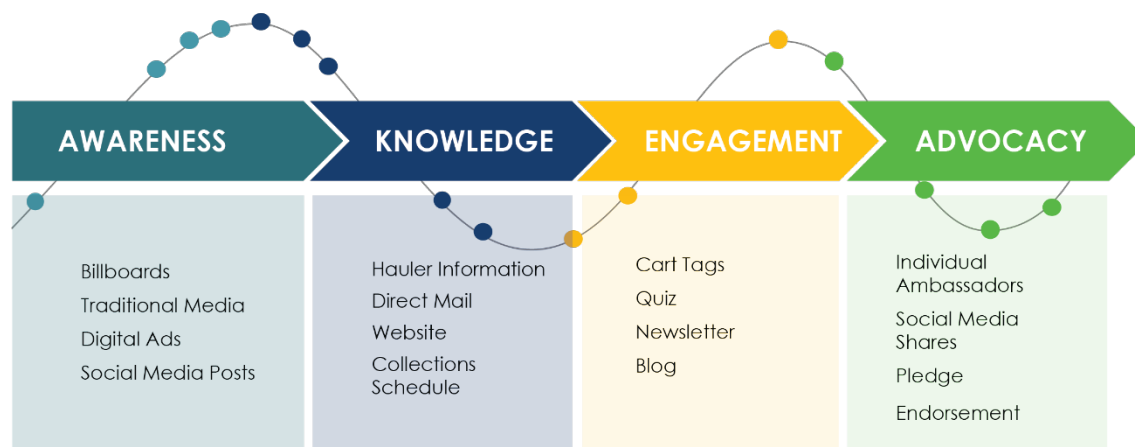 AWARENESS
KNOWLEDGE
ENGAGEMENT
ADVOCACY
Billboards
Traditional Media
Digital Ads
Social Media Posts
Hauler Information
Direct Mail
Website
Collections
Schedule
Cart Tags
Quiz
Newsletter
Blog
Individual
Ambassadors
Social Media
Shares
Pledge
Endorsement